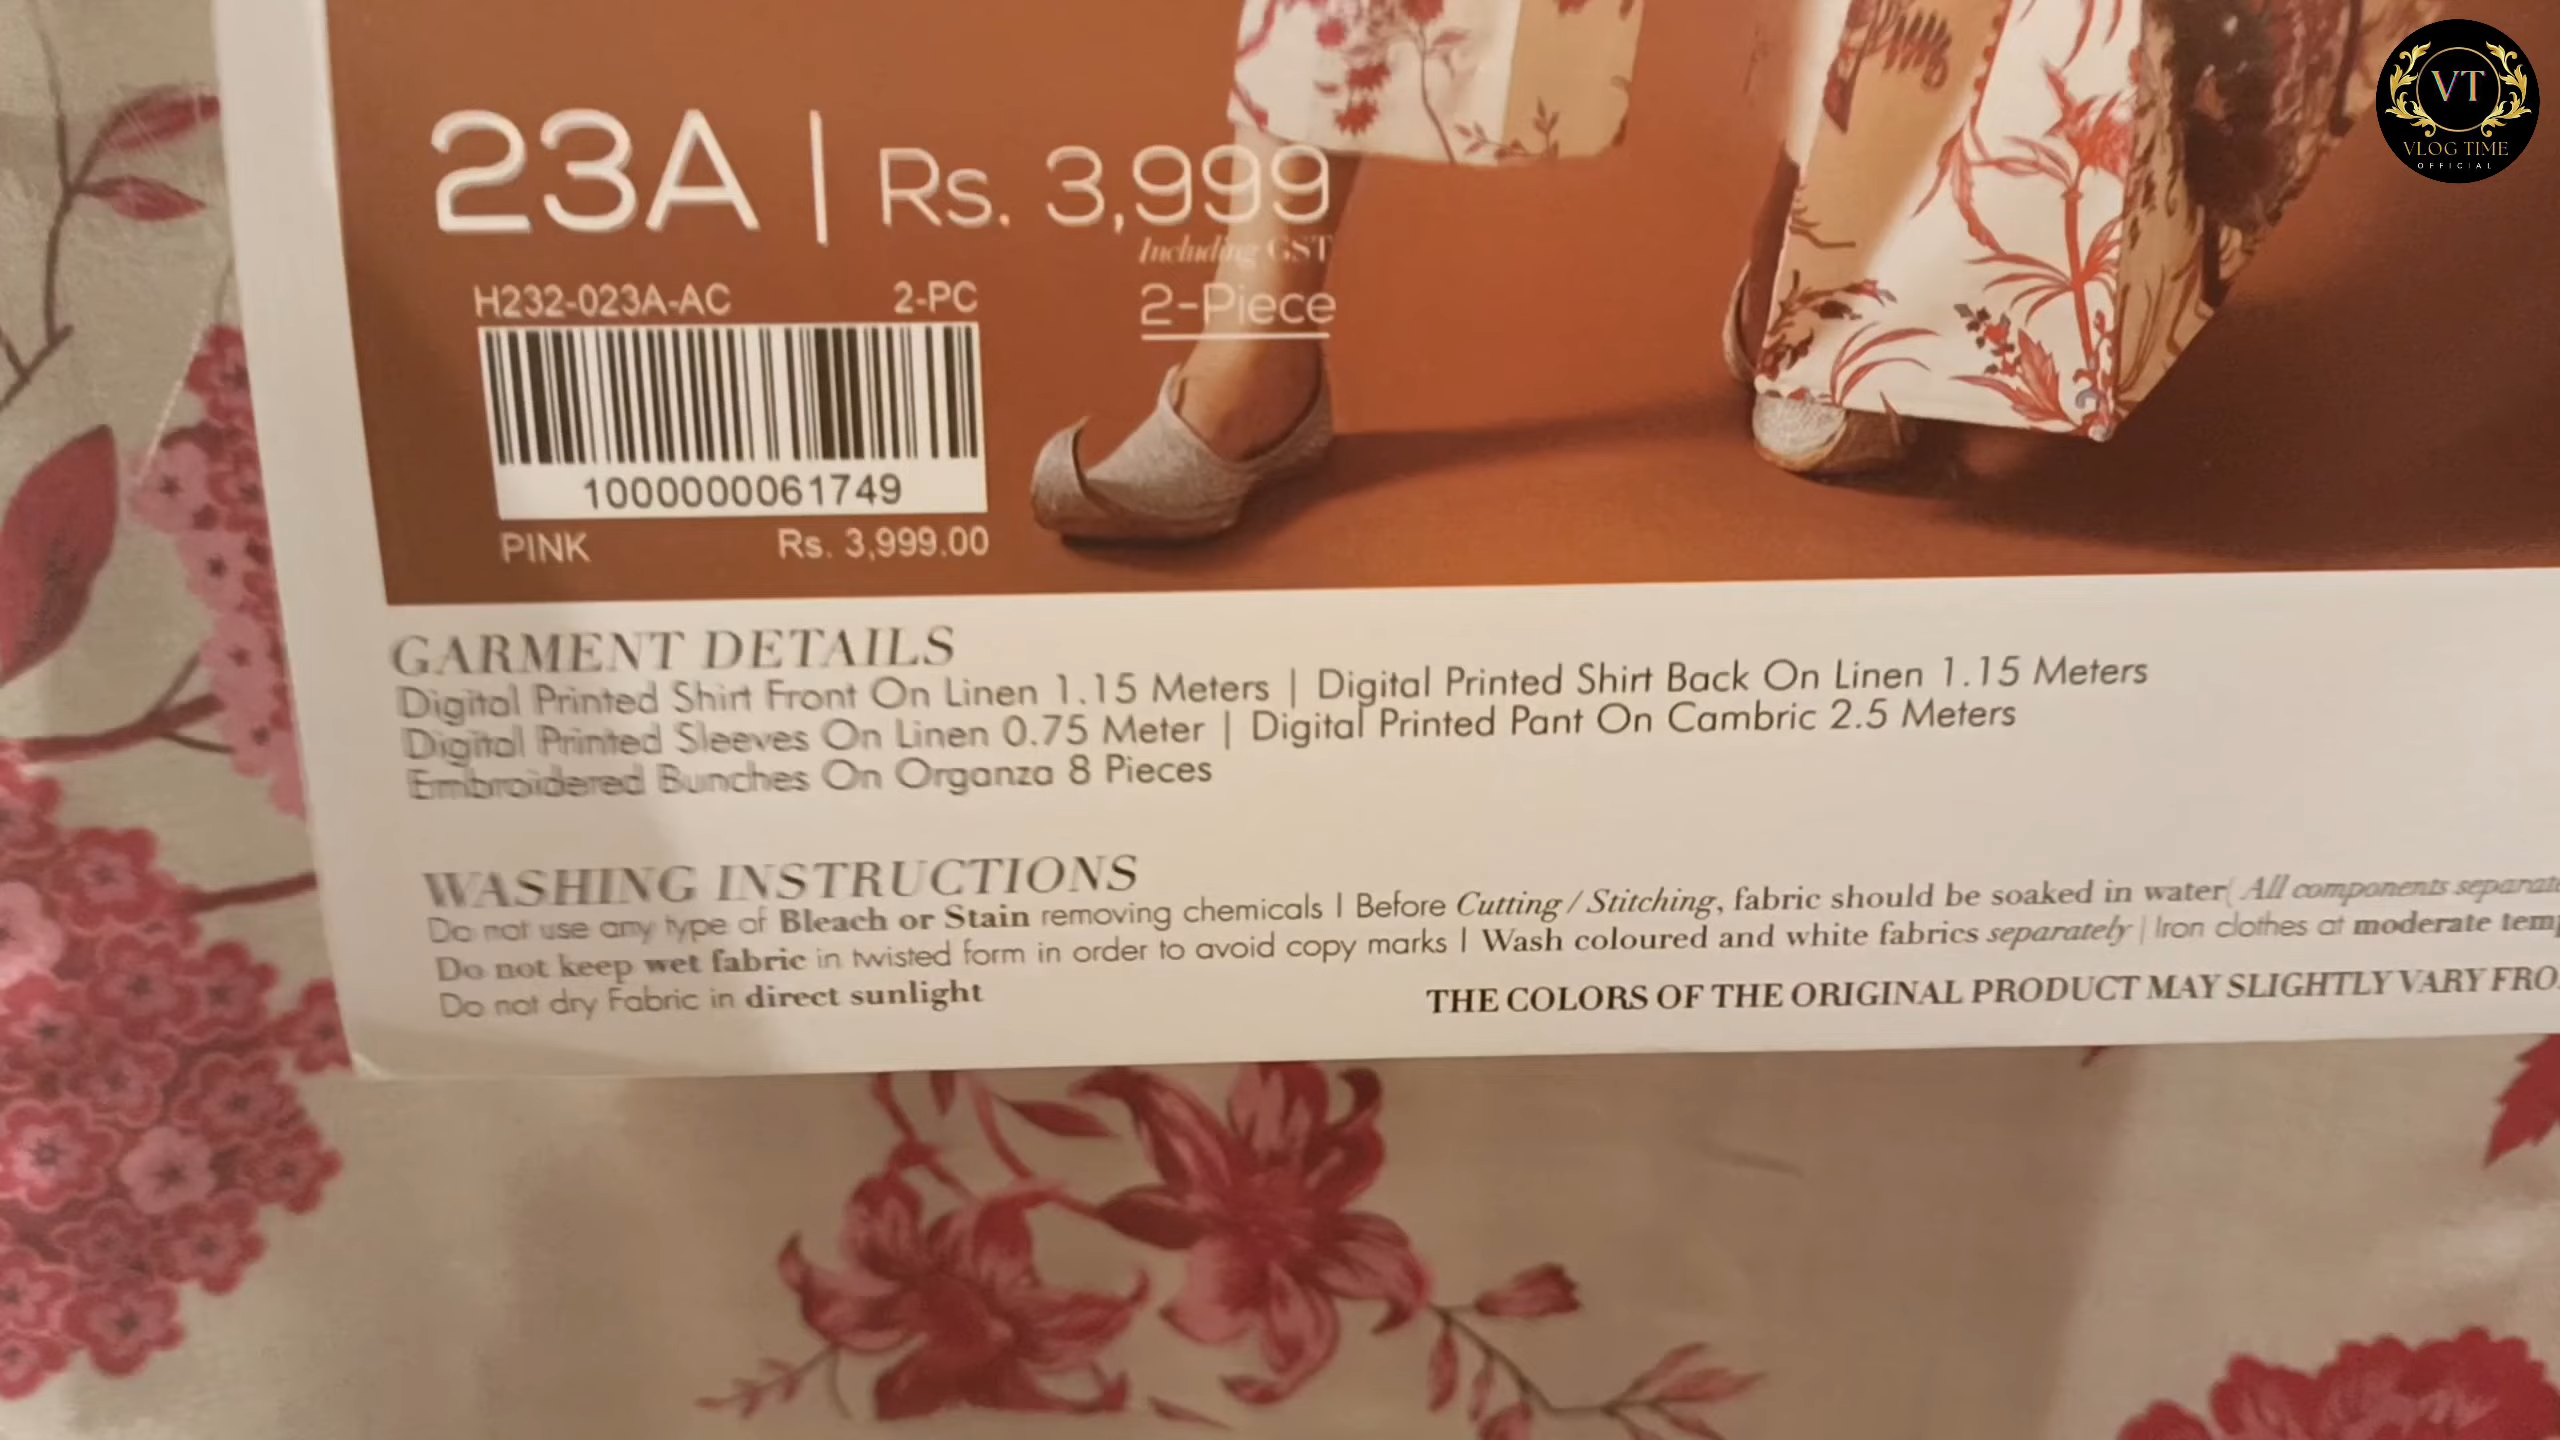 23A | Rs. 3,999
Including GST
2-Piece
H232-023A-AC 2-PC
1000000061749
PINK Rs. 3,999.00
GARMENT DETAILS
Digital Printed Shirt Front On Linen 1.15 Meters | Digital Printed Shirt Back On Linen 1.15 Meters
Digital Printed Sleeves On Linen 0.75 Meter | Digital Printed Pant On Cambric 2.5 Meters
Embroidered Bunches On Organza 8 Pieces
WASHING INSTRUCTIONS
Do not use any type of Bleach or Stain removing chemicals | Before Cutting / Stitching, fabric should be soaked in water( All components
Do not keep wet fabric in twisted form in order to avoid copy marks | Wash coloured and white fabrics separately | Iron clothes at moderate
Do not dry Fabric in direct sunlight
THE COLORS OF THE ORIGINAL PRODUCT MAY SLIGHTLY VARY
VT
VLOG TIME
OFFICIAL